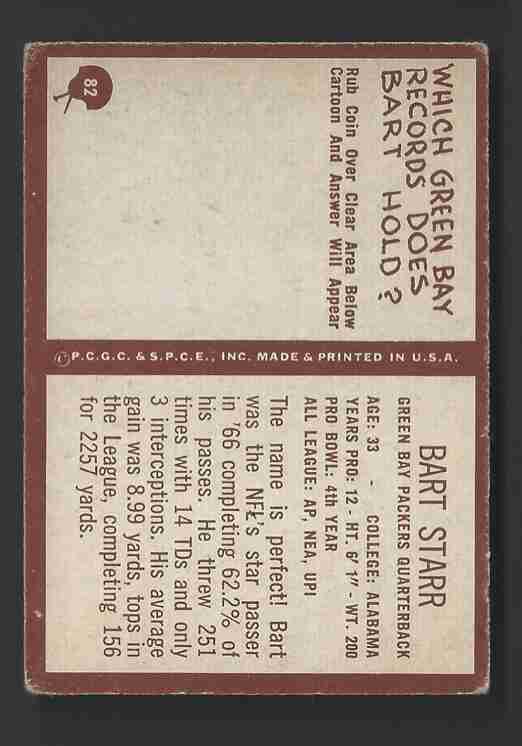 82
WHICH GREEN BAY
RECORDS DOES
BART HOLD?
Rub Coin Over Clear Area Below
Cartoon And Answer Will Appear
© P.C.G.C. & S.P.C.E., INC. MADE & PRINTED IN U.S.A.
BART STARR
GREEN BAY PACKERS QUARTERBACK
AGE: 33 - COLLEGE: ALABAMA
YEARS PRO: 12 - HT. 6' 1" - WT. 200
PRO BOWL: 4th YEAR
ALL LEAGUE: AP, NEA, UPI
The name is perfect! Bart
was the NFL's star passer
in '66 completing 62.2% of
his passes. He threw 251
times with 14 TDs and only
3 interceptions. His average
gain was 8.99 yards, tops in
the League, completing 156
for 2257 yards.